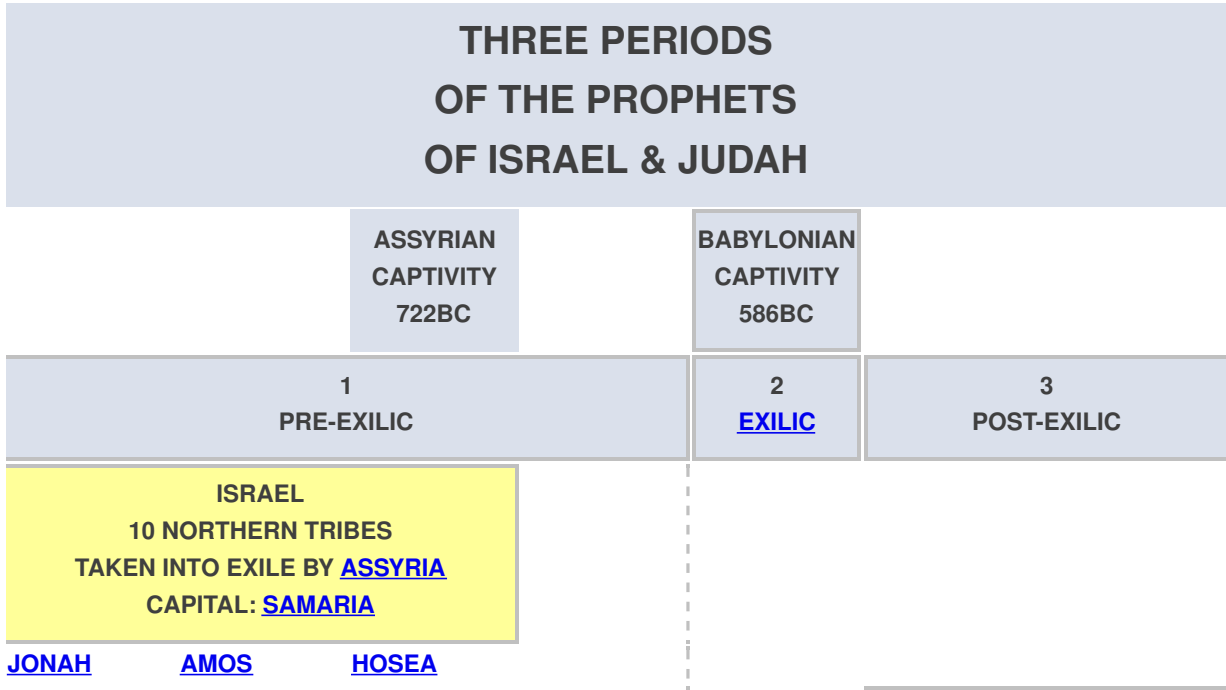 THREE PERIODS
OF THE PROPHETS
OF ISRAEL & JUDAH
ASSYRIAN
CAPTIVITY
722BC
BABYLONIAN
CAPTIVITY
586BC
1
PRE-EXILIC
2
EXILIC
3
POST-EXILIC
ISRAEL
10 NORTHERN TRIBES
TAKEN INTO EXILE BY ASSYRIA
CAPITAL: SAMARIA
JONAH
AMOS
HOSEA